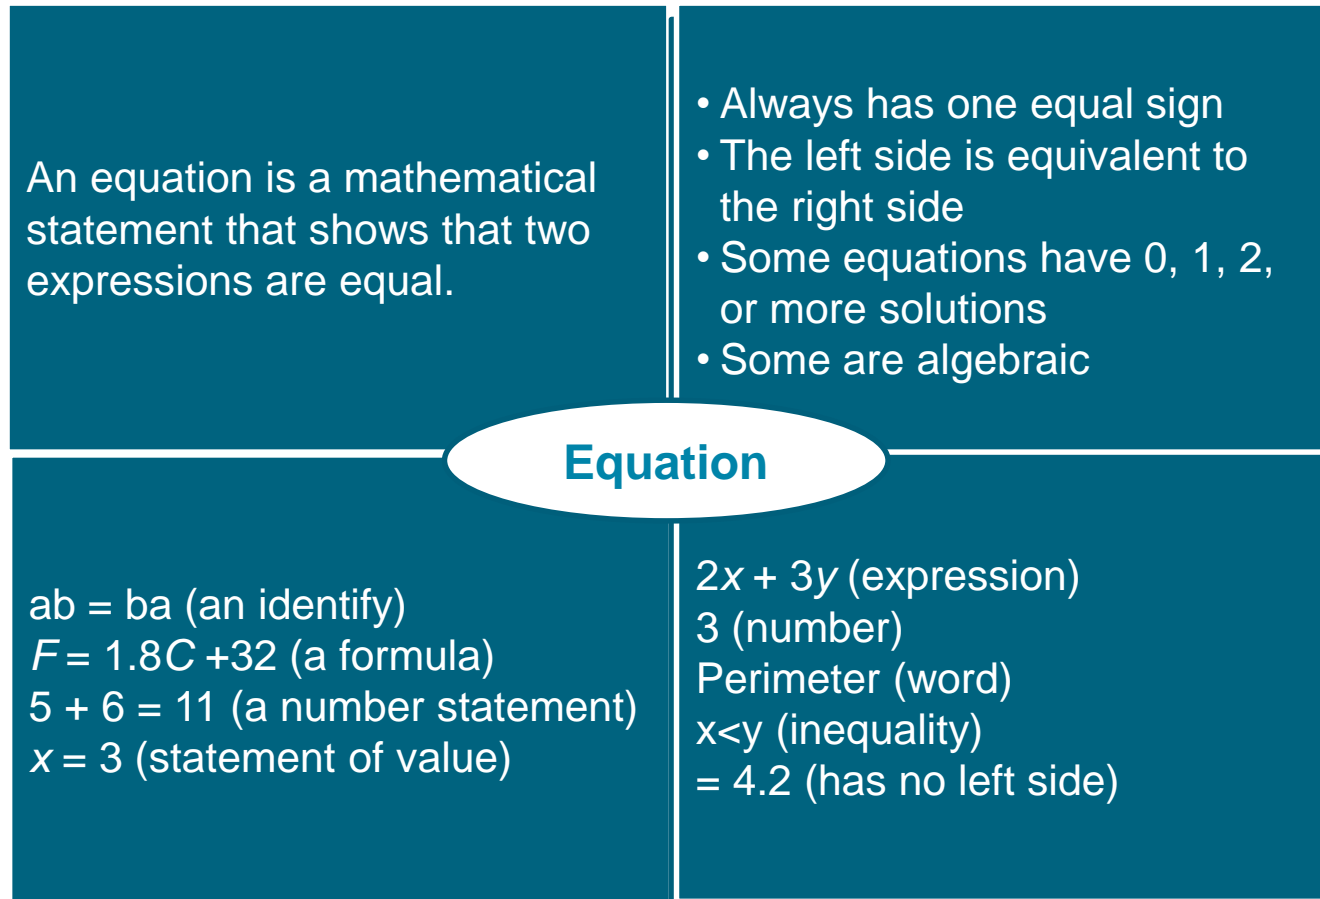 An equation is a mathematical
statement that shows that two
expressions are equal.
• Always has one equal sign
• The left side is equivalent to
the right side
• Some equations have 0, 1, 2,
or more solutions
• Some are algebraic
Equation
ab = ba (an identify)
F = 1.8C +32 (a formula)
5 + 6 = 11 (a number statement)
x = 3 (statement of value)
2x + 3y (expression)
3 (number)
Perimeter (word)
x<y (inequality)
= 4.2 (has no left side)